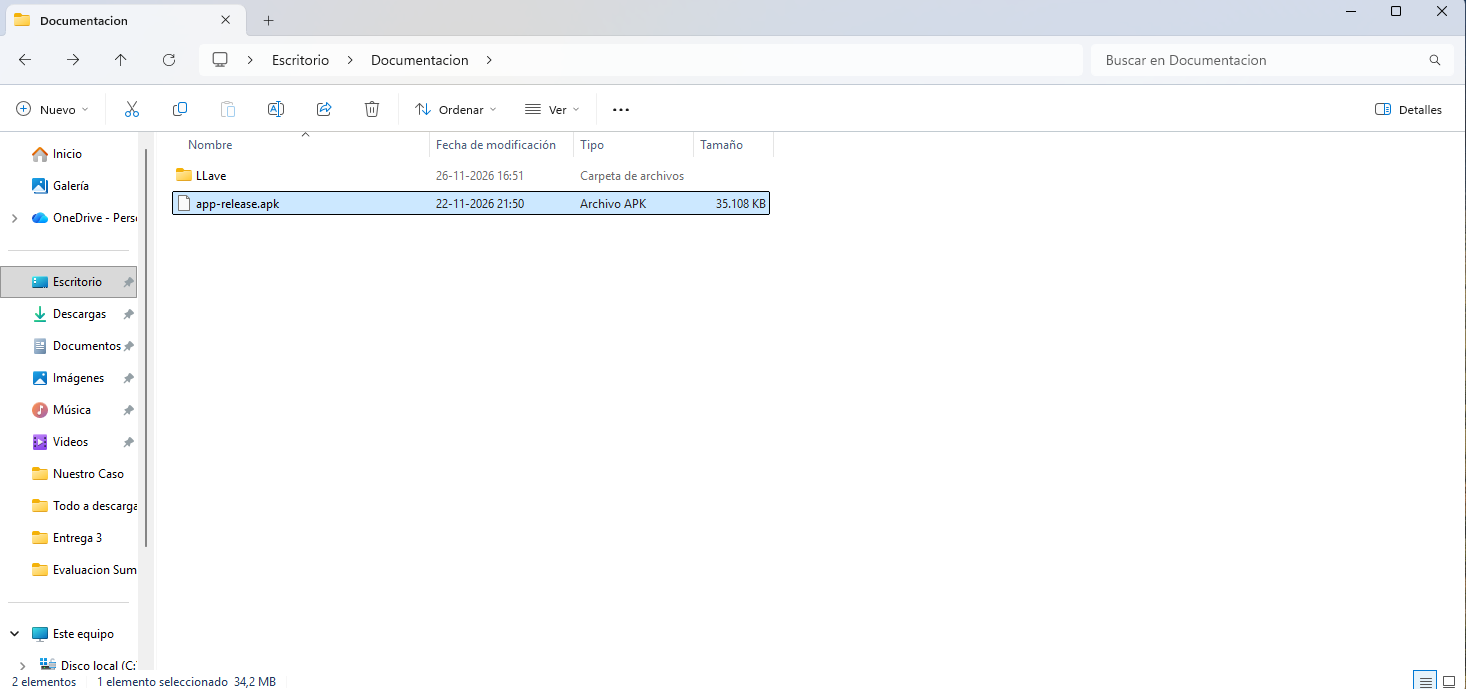 Documentacion
Escritorio Documentacion Buscar en Documentacion
Nuevo Ordenar Ver Detalles
Nombre Fecha de modificación Tipo Tamaño
LLave 26-11-2026 16:51 Carpeta de archivos
app-release.apk 22-11-2026 21:50 Archivo APK 35.108 KB
Inicio
Galería
OneDrive - Perso
Escritorio
Descargas
Documentos
Imágenes
Música
Videos
Nuestro Caso
Todo a descarga
Entrega 3
Evaluacion Sum
Este equipo
Disco local (C:
2 elementos 1 elemento seleccionado 34,2 MB